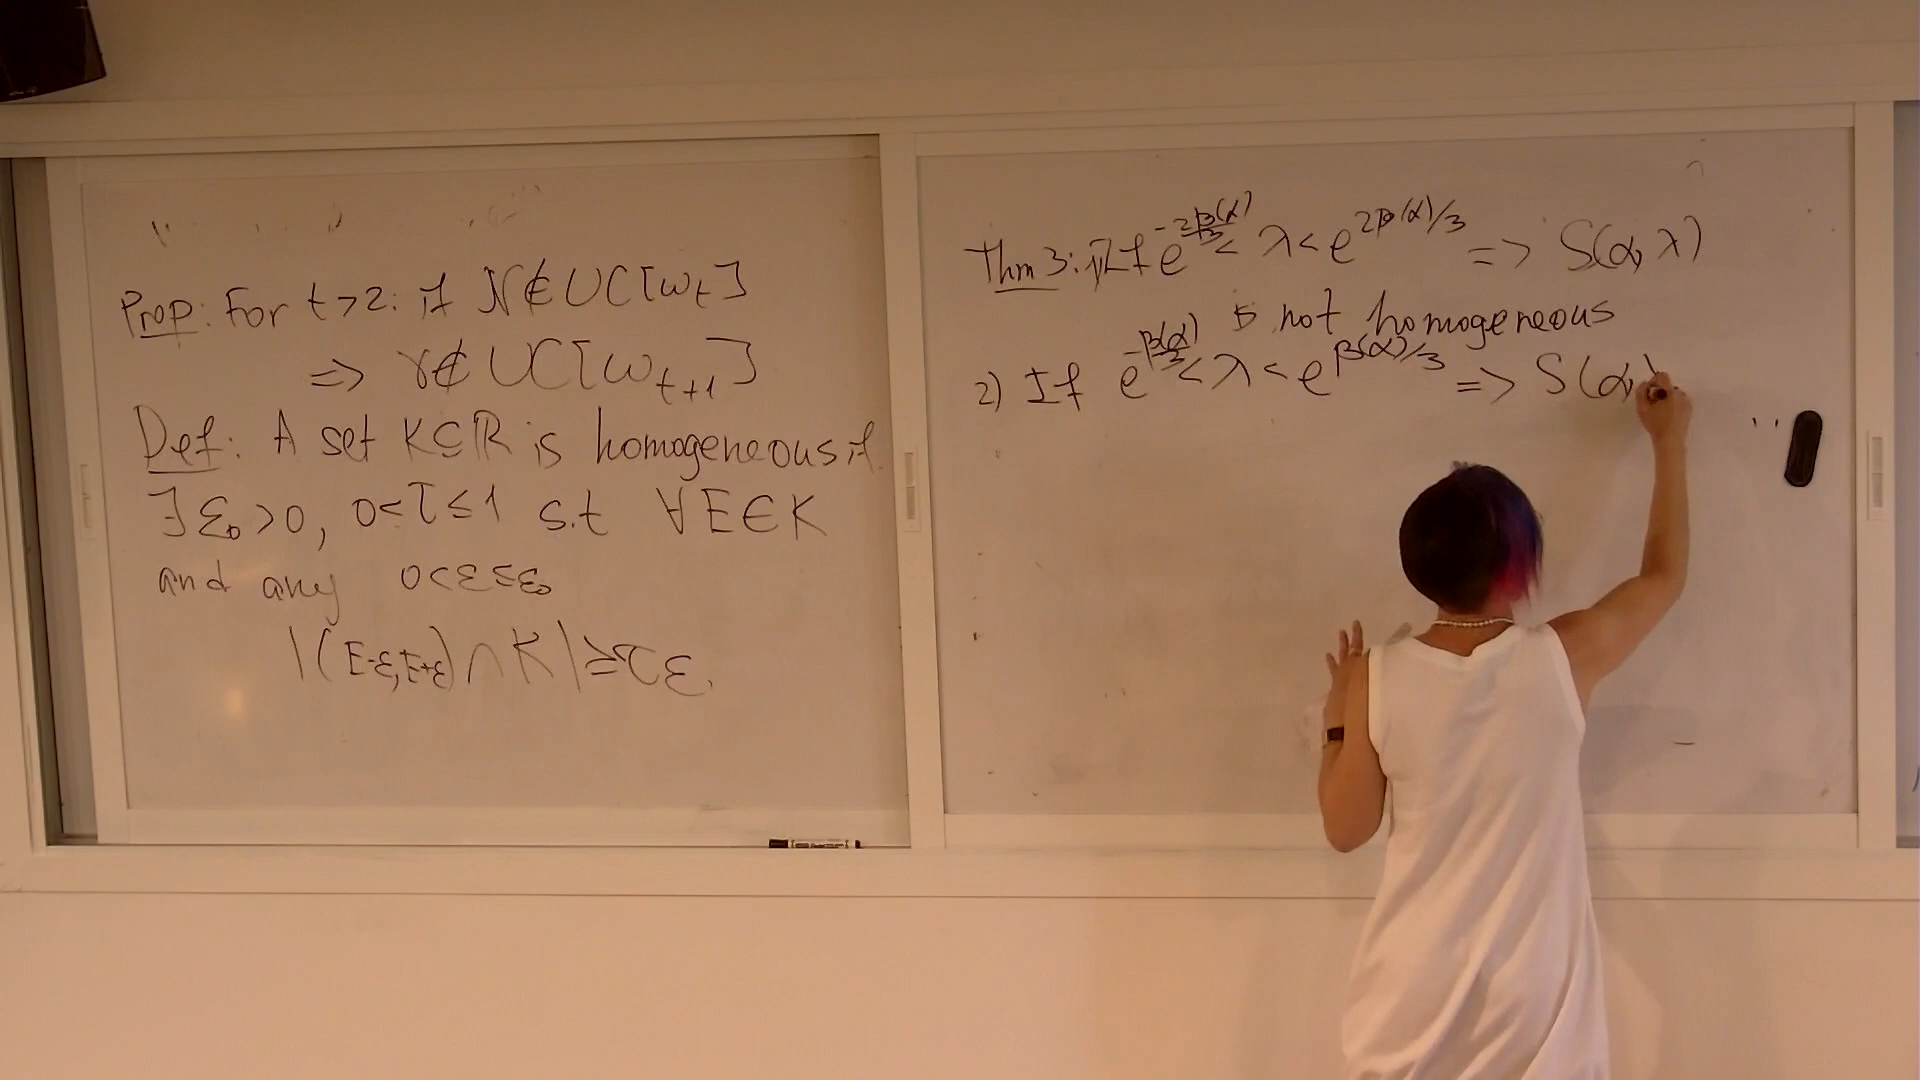 Prop: For t>2: if N∉UC[ω_t]
=> γ∉UC[ω_{t+1}]
Def: A set K⊆ℝ is homogeneous if
∃ε₀>0, 0<τ≤1 s.t ∀E∈K
and any 0<ε≤ε₀
|(E-ε,E+ε)∩K|≥τε.
Thm 3: 1) If e^{-2β(α)/3} < λ < e^{2β(α)/3} => S(α,λ)
is not homogeneous
2) If e^{-β(α)/3} < λ < e^{β(α)/3} => S(α,